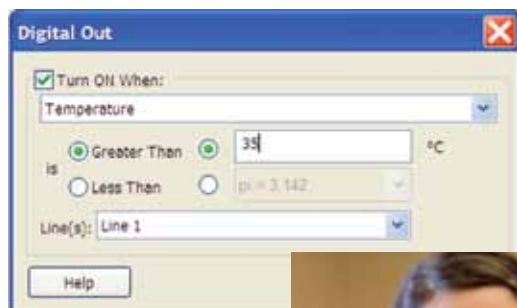 Digital Out
Turn ON When:
Temperature
is
Greater Than
35
°C
Less Than
pi = 3.142
Line(s): Line 1
Help